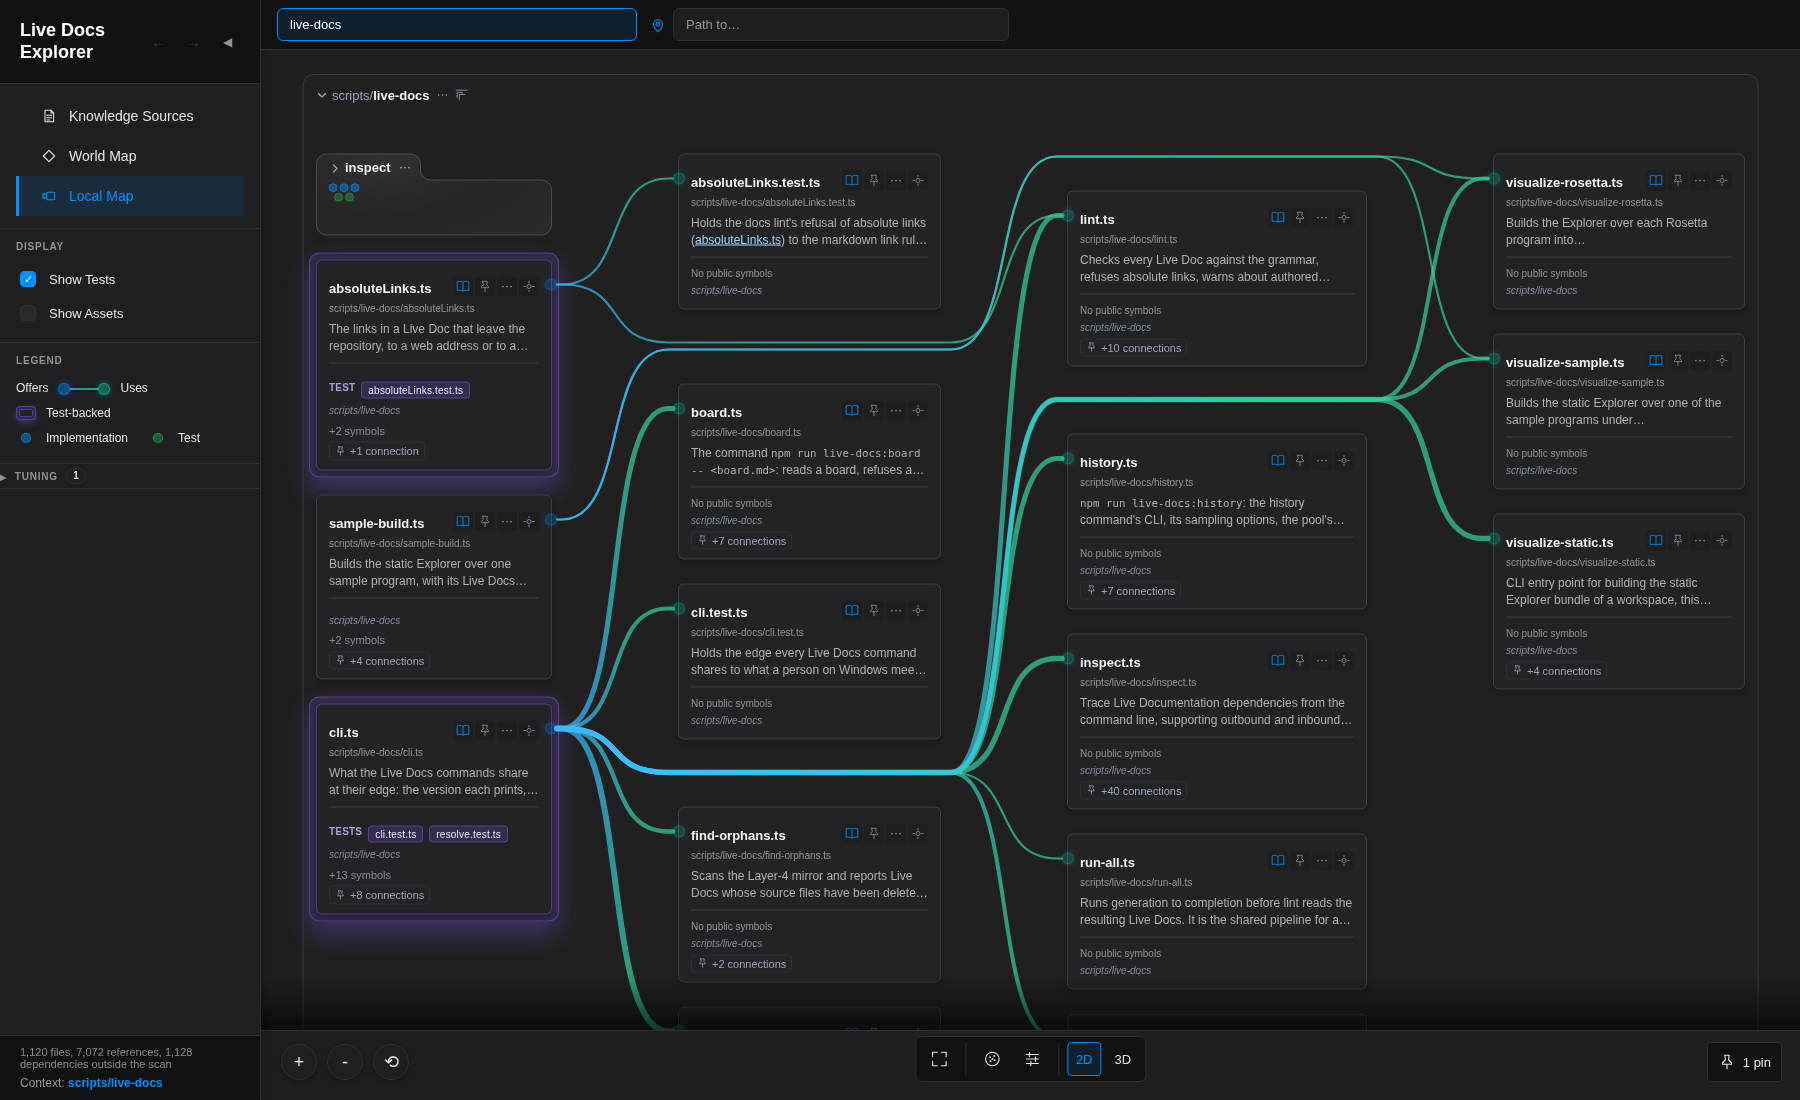 Live Docs
Explorer
Knowledge Sources
World Map
Local Map
DISPLAY
Show Tests
Show Assets
LEGEND
Offers
Uses
Test-backed
Implementation
Test
TUNING
1
1,120 files, 7,072 references, 1,128
dependencies outside the scan
Context: scripts/live-docs
live-docs
Path to…
scripts/live-docs
inspect
absoluteLinks.ts
scripts/live-docs/absoluteLinks.ts
The links in a Live Doc that leave the
repository, to a web address or to a…
TEST absoluteLinks.test.ts
scripts/live-docs
+2 symbols
+1 connection
sample-build.ts
scripts/live-docs/sample-build.ts
Builds the static Explorer over one
sample program, with its Live Docs…
scripts/live-docs
+2 symbols
+4 connections
cli.ts
scripts/live-docs/cli.ts
What the Live Docs commands share
at their edge: the version each prints,…
TESTS cli.test.ts resolve.test.ts
scripts/live-docs
+13 symbols
+8 connections
absoluteLinks.test.ts
scripts/live-docs/absoluteLinks.test.ts
Holds the docs lint's refusal of absolute links
(absoluteLinks.ts) to the markdown link rul…
No public symbols
scripts/live-docs
board.ts
scripts/live-docs/board.ts
The command npm run live-docs:board
-- <board.md>: reads a board, refuses a…
No public symbols
scripts/live-docs
+7 connections
cli.test.ts
scripts/live-docs/cli.test.ts
Holds the edge every Live Docs command
shares to what a person on Windows mee…
No public symbols
scripts/live-docs
find-orphans.ts
scripts/live-docs/find-orphans.ts
Scans the Layer-4 mirror and reports Live
Docs whose source files have been delete…
No public symbols
scripts/live-docs
+2 connections
lint.ts
scripts/live-docs/lint.ts
Checks every Live Doc against the grammar,
refuses absolute links, warns about authored…
No public symbols
scripts/live-docs
+10 connections
history.ts
scripts/live-docs/history.ts
npm run live-docs:history: the history
command's CLI, its sampling options, the pool's…
No public symbols
scripts/live-docs
+7 connections
inspect.ts
scripts/live-docs/inspect.ts
Trace Live Documentation dependencies from the
command line, supporting outbound and inbound…
No public symbols
scripts/live-docs
+40 connections
run-all.ts
scripts/live-docs/run-all.ts
Runs generation to completion before lint reads the
resulting Live Docs. It is the shared pipeline for a…
No public symbols
scripts/live-docs
visualize-rosetta.ts
scripts/live-docs/visualize-rosetta.ts
Builds the Explorer over each Rosetta
program into…
No public symbols
scripts/live-docs
visualize-sample.ts
scripts/live-docs/visualize-sample.ts
Builds the static Explorer over one of the
sample programs under…
No public symbols
scripts/live-docs
visualize-static.ts
scripts/live-docs/visualize-static.ts
CLI entry point for building the static
Explorer bundle of a workspace, this…
No public symbols
scripts/live-docs
+4 connections
+ -
2D 3D
1 pin